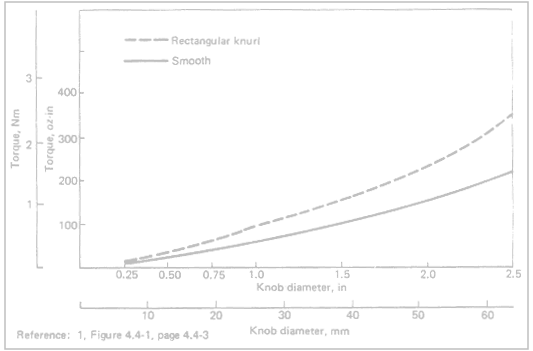 Rectangular knurl
Smooth
Torque, Nm
3
2
1
Torque, oz-in
400
300
200
100
0.25 0.50 0.75 1.0 1.5 2.0 2.5
Knob diameter, in
10 20 30 40 50 60
Knob diameter, mm
Reference: 1, Figure 4.4-1, page 4.4-3